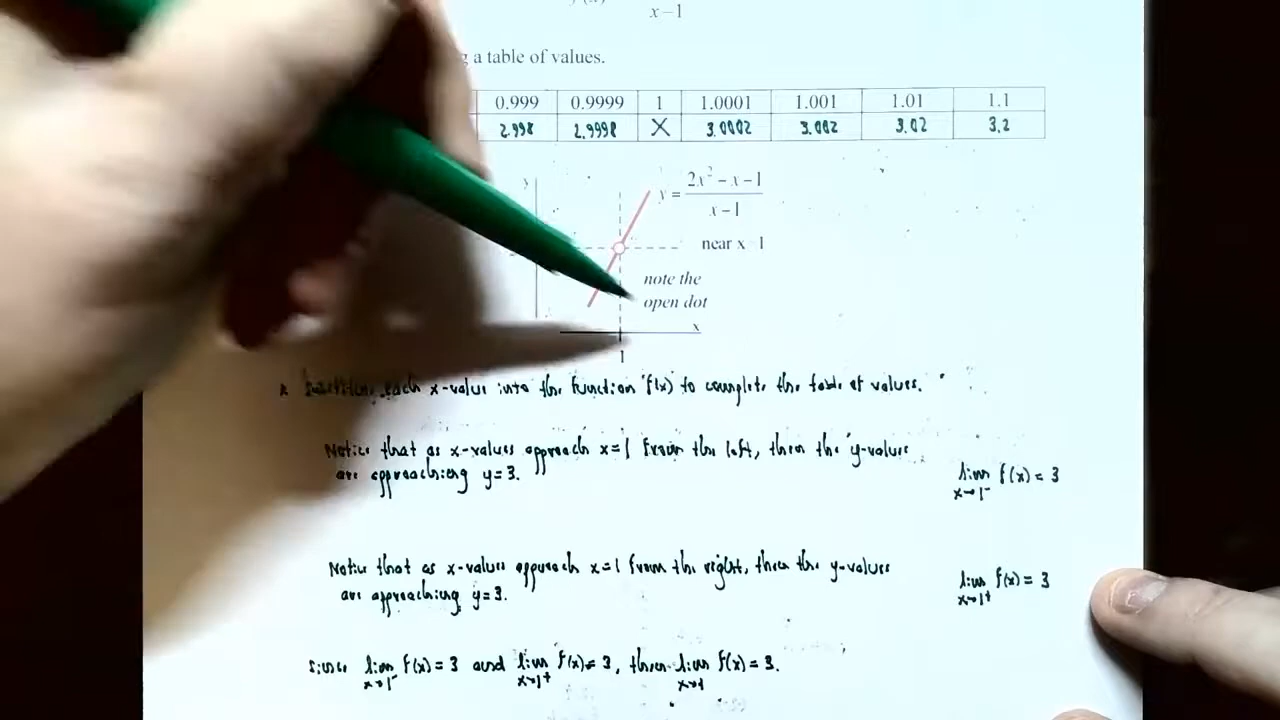 x−1
a table of values.
0.999 0.9999 1 1.0001 1.001 1.01 1.1
2.998 2.9998 X 3.0002 3.002 3.02 3.2
y
y = 2x² − x − 1
x−1
near x 1
note the
open dot
x
1
each x-value into the function f(x) to complete the table of values.
Notice that as x-values approach x=1 from the left, then the y-values
are approaching y=3.
lim f(x) = 3
x→1⁻
Notice that as x-values approach x=1 from the right, then the y-values
are approaching y=3.
lim f(x) = 3
x→1⁺
Since lim f(x) = 3 and lim f(x) = 3, then lim f(x) = 3.
x→1⁻ x→1⁺ x→1